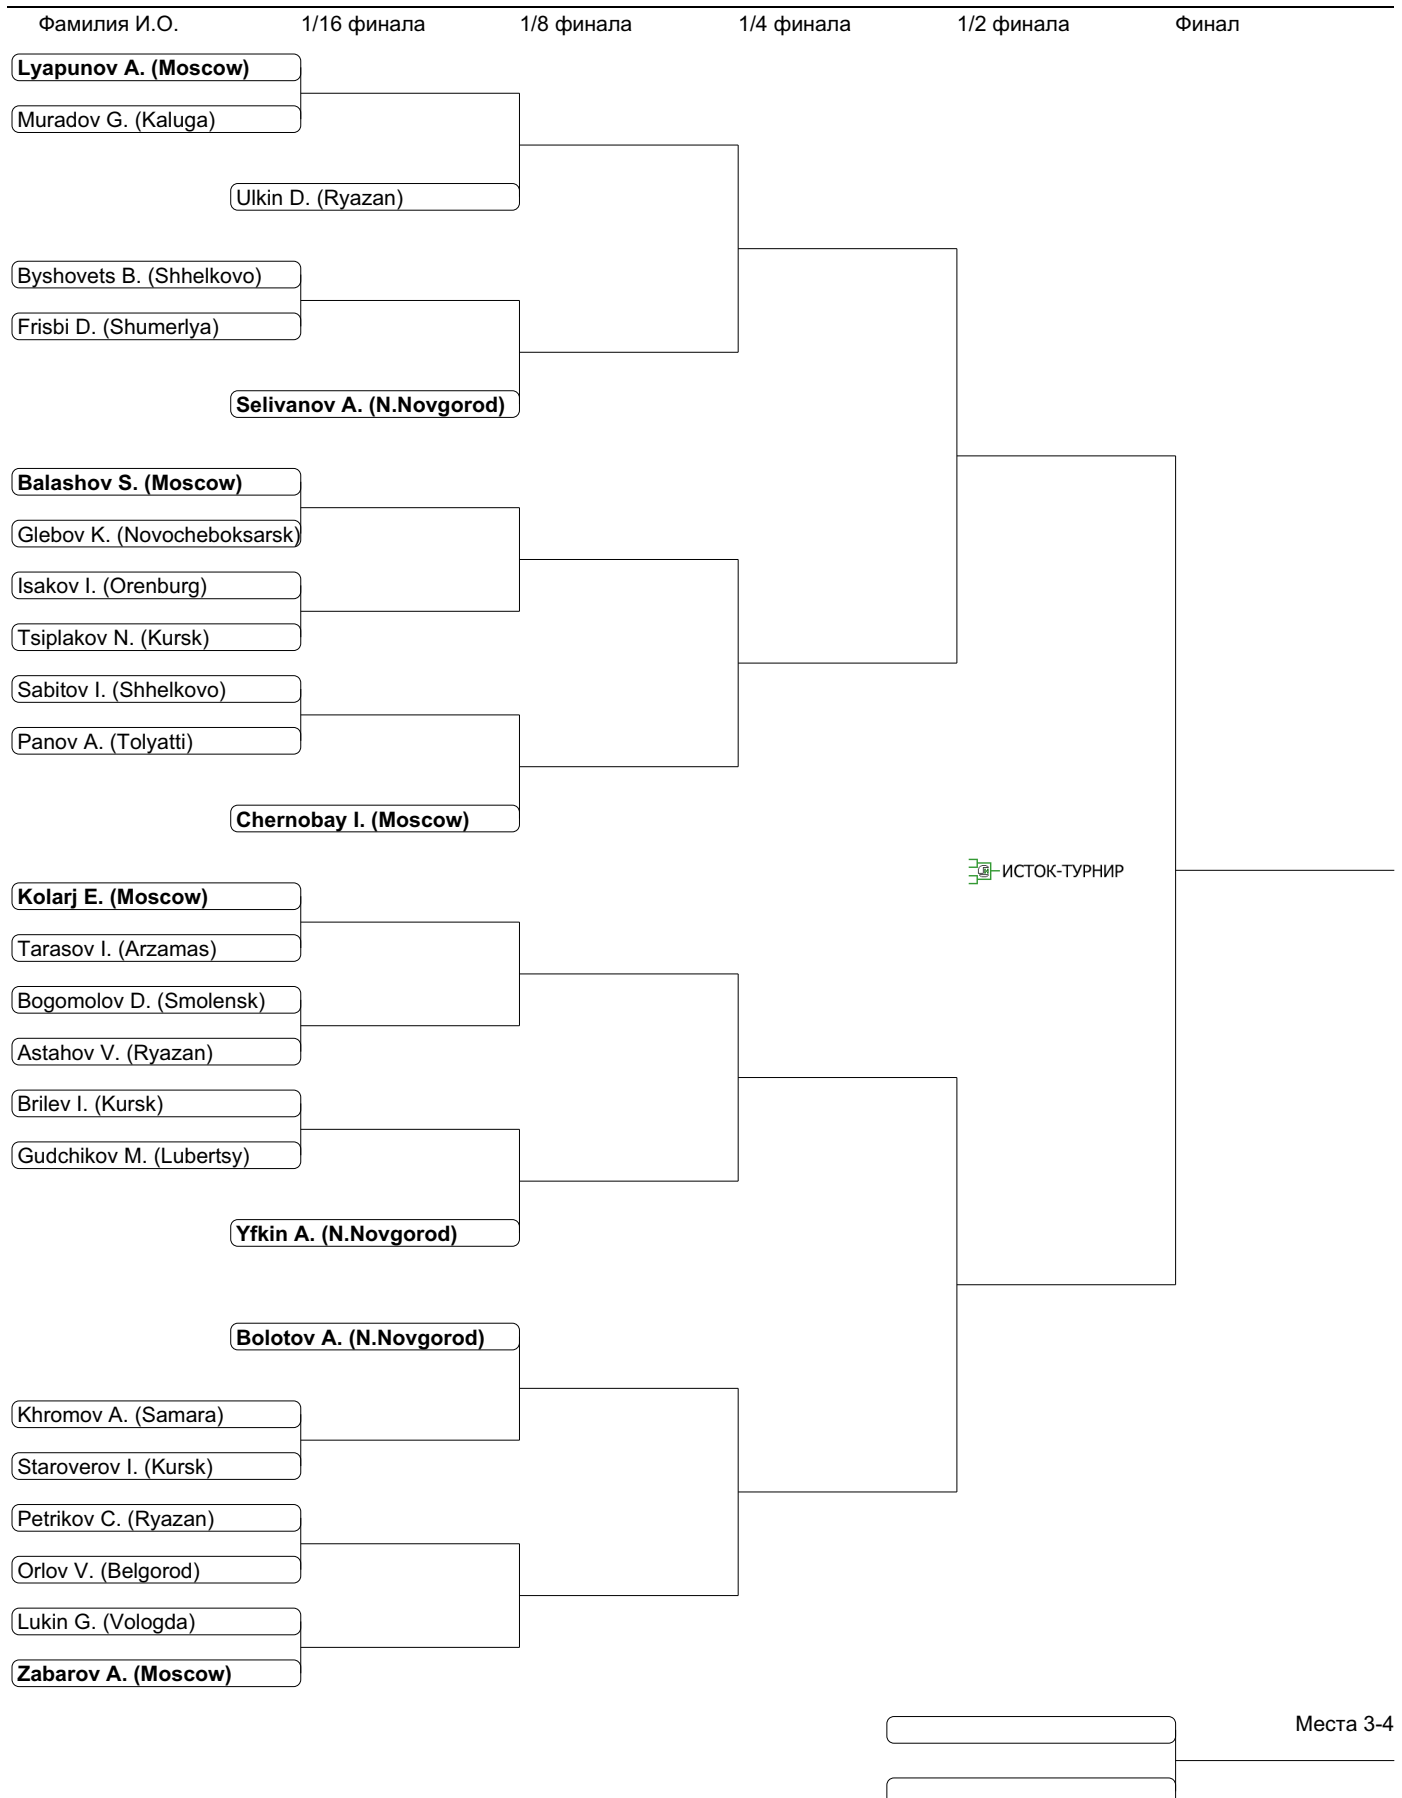 Фамилия И.О. 1/16 финала 1/8 финала 1/4 финала 1/2 финала Финал
Lyapunov A. (Moscow)
Muradov G. (Kaluga)
Ulkin D. (Ryazan)
Byshovets B. (Shhelkovo)
Frisbi D. (Shumerlya)
Selivanov A. (N.Novgorod)
Balashov S. (Moscow)
Glebov K. (Novocheboksarsk)
Isakov I. (Orenburg)
Tsiplakov N. (Kursk)
Sabitov I. (Shhelkovo)
Panov A. (Tolyatti)
Chernobay I. (Moscow)
ИСТОК-ТУРНИР
Kolarj E. (Moscow)
Tarasov I. (Arzamas)
Bogomolov D. (Smolensk)
Astahov V. (Ryazan)
Brilev I. (Kursk)
Gudchikov M. (Lubertsy)
Yfkin A. (N.Novgorod)
Bolotov A. (N.Novgorod)
Khromov A. (Samara)
Staroverov I. (Kursk)
Petrikov C. (Ryazan)
Orlov V. (Belgorod)
Lukin G. (Vologda)
Zabarov A. (Moscow)
Места 3-4